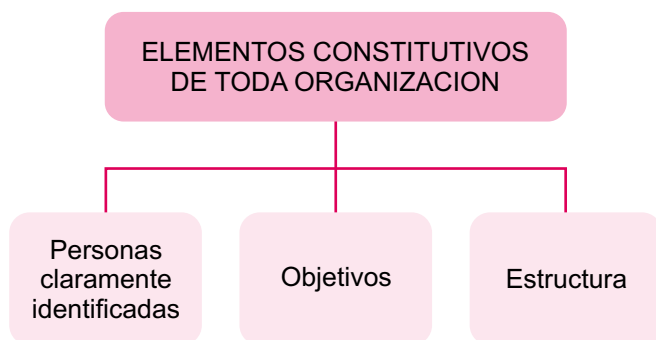 ELEMENTOS CONSTITUTIVOS
DE TODA ORGANIZACION
Personas
claramente
identificadas
Objetivos
Estructura